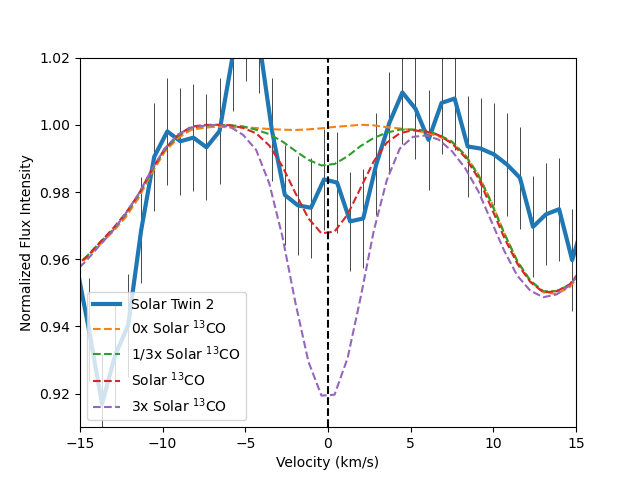 1.02
1.00
0.98
0.96
0.94
0.92
Normalized Flux Intensity
Solar Twin 2
0x Solar ¹³CO
1/3x Solar ¹³CO
Solar ¹³CO
3x Solar ¹³CO
−15 −10 −5 0 5 10 15
Velocity (km/s)